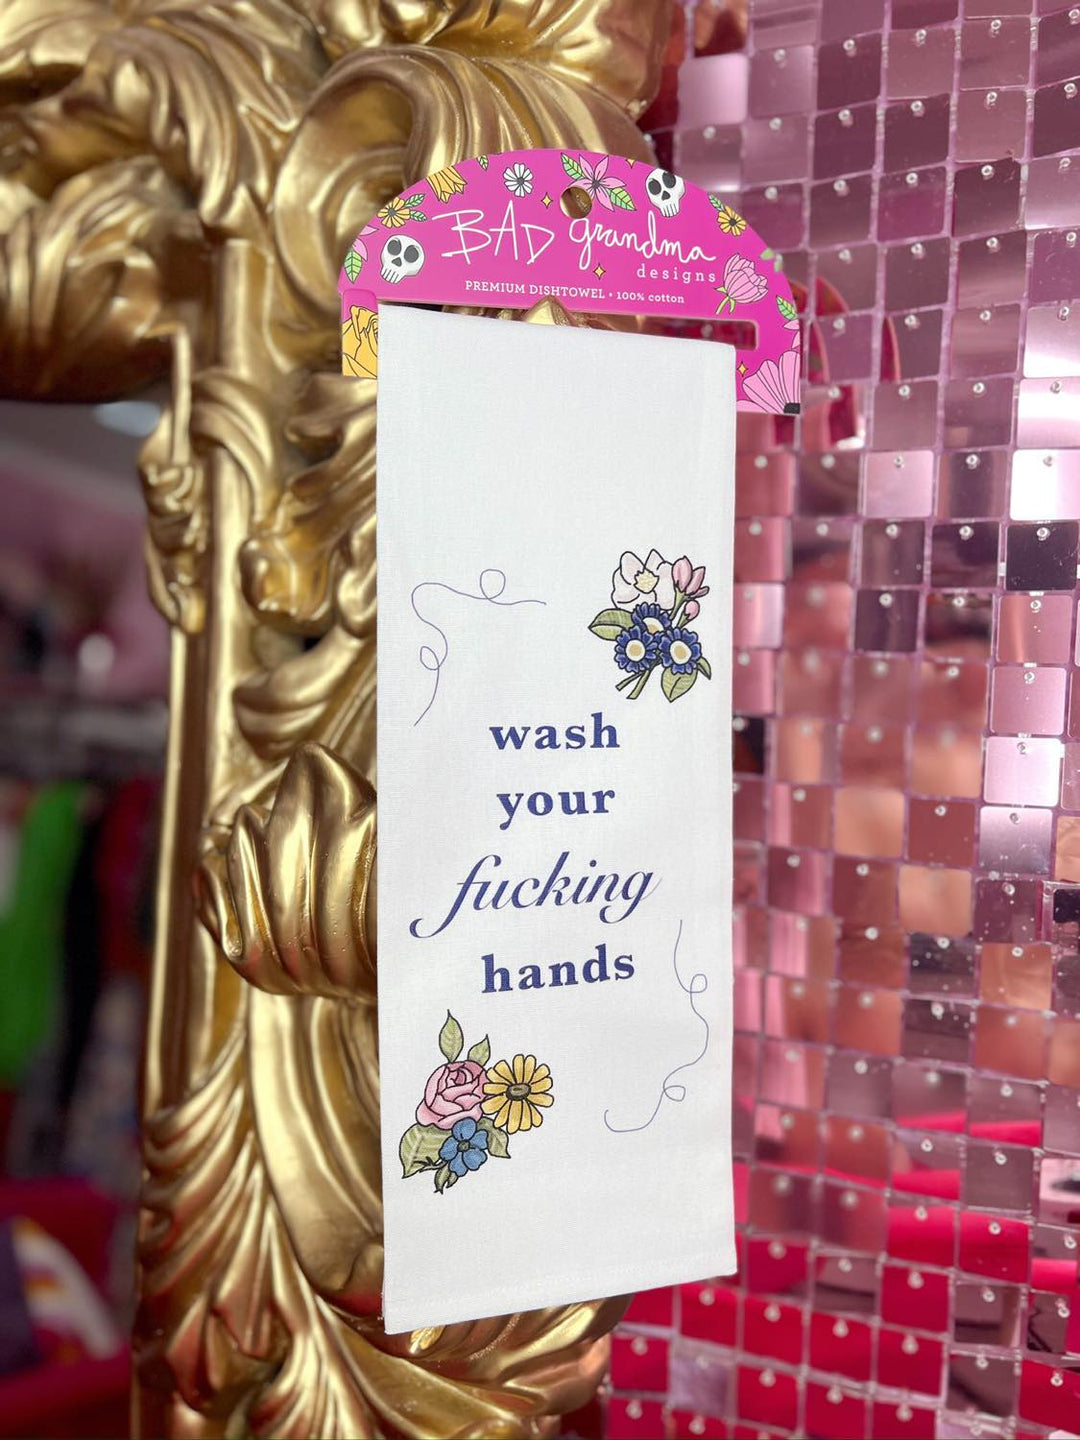 BAD grandma
designs
PREMIUM DISHTOWEL • 100% cotton
wash
your
fucking
hands